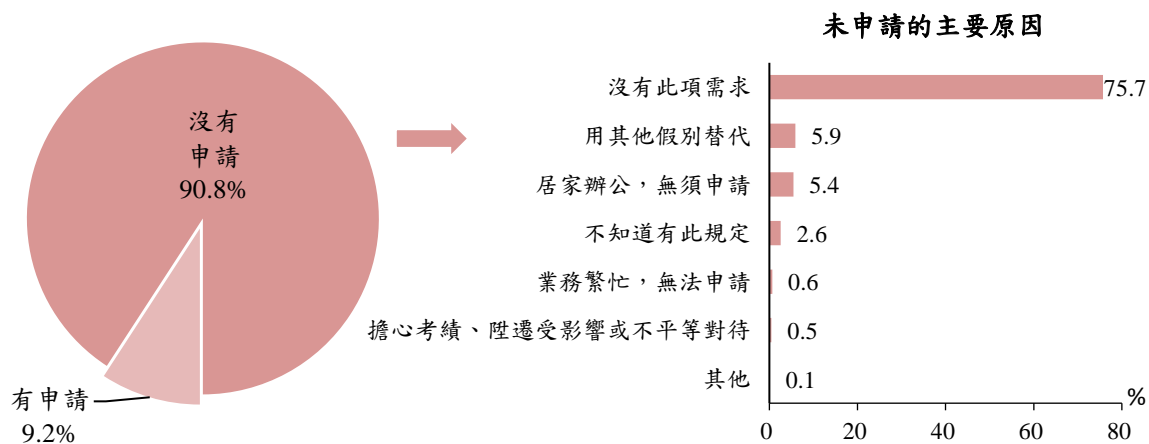 沒有
申請
90.8%
有申請
9.2%
未申請的主要原因
沒有此項需求 75.7
用其他假別替代 5.9
居家辦公，無須申請 5.4
不知道有此規定 2.6
業務繁忙，無法申請 0.6
擔心考績、陞遷受影響或不平等對待 0.5
其他 0.1
%
0 20 40 60 80